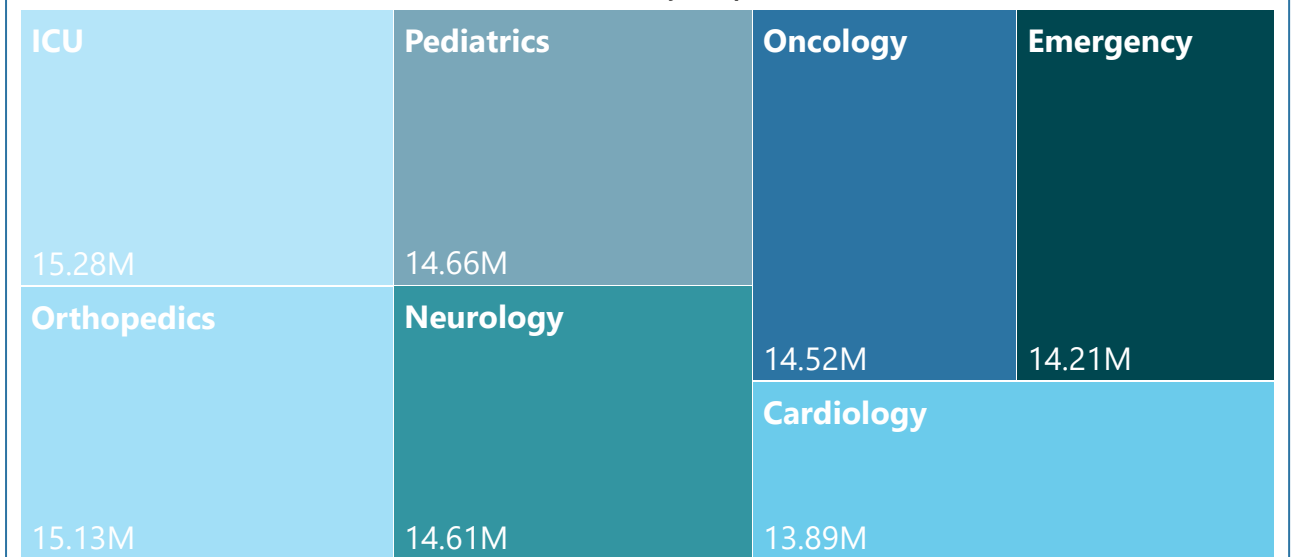 ICU
15.28M
Pediatrics
14.66M
Oncology
14.52M
Emergency
14.21M
Orthopedics
15.13M
Neurology
14.61M
Cardiology
13.89M